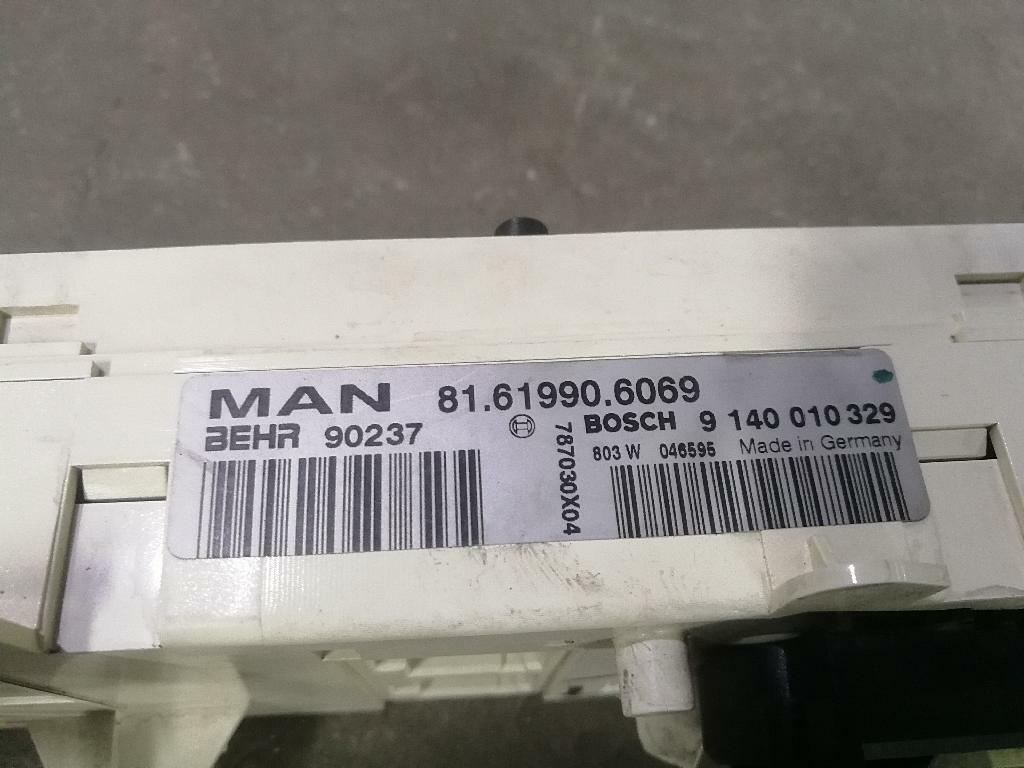 MAN 81.61990.6069
BEHR 90237
BOSCH 9 140 010 329
803 W 046595 Made in Germany
787030X04